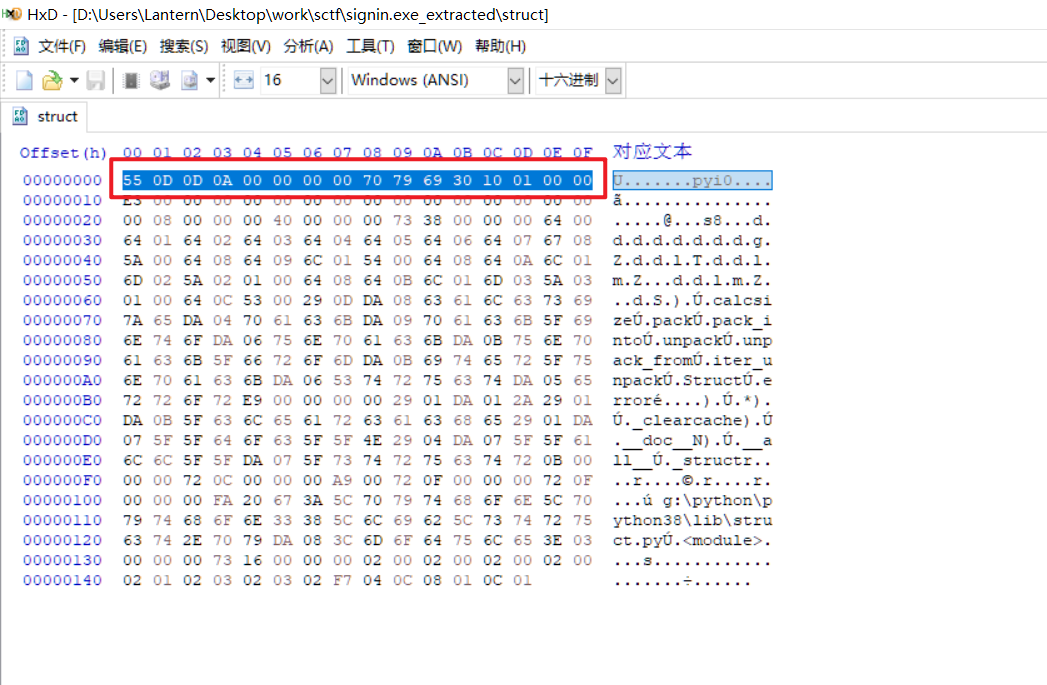 HxD - [D:\Users\Lantern\Desktop\work\sctf\signin.exe_extracted\struct]
文件(F) 编辑(E) 搜索(S) 视图(V) 分析(A) 工具(T) 窗口(W) 帮助(H)
16 Windows (ANSI) 十六进制
struct
Offset(h) 00 01 02 03 04 05 06 07 08 09 0A 0B 0C 0D 0E 0F 对应文本
00000000 55 0D 0D 0A 00 00 00 00 70 79 69 30 10 01 00 00 U.......pyi0....
00000010 E3 00 00 00 00 00 00 00 00 00 00 00 00 00 00 00 ã...............
00000020 00 08 00 00 00 40 00 00 00 73 38 00 00 00 64 00 .....@...s8...d.
00000030 64 01 64 02 64 03 64 04 64 05 64 06 64 07 67 08 d.d.d.d.d.d.d.g.
00000040 5A 00 64 08 64 09 6C 01 54 00 64 08 64 0A 6C 01 Z.d.d.l.T.d.d.l.
00000050 6D 02 5A 02 01 00 64 08 64 0B 6C 01 6D 03 5A 03 m.Z...d.d.l.m.Z.
00000060 01 00 64 0C 53 00 29 0D DA 08 63 61 6C 63 73 69 ..d.S.).Ú.calcsi
00000070 7A 65 DA 04 70 61 63 6B DA 09 70 61 63 6B 5F 69 zeÚ.packÚ.pack_i
00000080 6E 74 6F DA 06 75 6E 70 61 63 6B DA 0B 75 6E 70 ntoÚ.unpackÚ.unp
00000090 61 63 6B 5F 66 72 6F 6D DA 0B 69 74 65 72 5F 75 ack_fromÚ.iter_u
000000A0 6E 70 61 63 6B DA 06 53 74 72 75 63 74 DA 05 65 npackÚ.StructÚ.e
000000B0 72 72 6F 72 E9 00 00 00 00 29 01 DA 01 2A 29 01 rroré....).Ú.*).
000000C0 DA 0B 5F 63 6C 65 61 72 63 61 63 68 65 29 01 DA Ú._clearcache).Ú
000000D0 07 5F 5F 64 6F 63 5F 5F 4E 29 04 DA 07 5F 5F 61 .__doc__N).Ú.__a
000000E0 6C 6C 5F 5F DA 07 5F 73 74 72 75 63 74 72 0B 00 ll__Ú._structr..
000000F0 00 00 72 0C 00 00 00 A9 00 72 0F 00 00 00 72 0F ..r....©.r....r.
00000100 00 00 00 FA 20 67 3A 5C 70 79 74 68 6F 6E 5C 70 ...ú g:\python\p
00000110 79 74 68 6F 6E 33 38 5C 6C 69 62 5C 73 74 72 75 ython38\lib\stru
00000120 63 74 2E 70 79 DA 08 3C 6D 6F 64 75 6C 65 3E 03 ct.pyÚ.<module>.
00000130 00 00 00 73 16 00 00 00 02 00 02 00 02 00 02 00 ...s............
00000140 02 01 02 03 02 03 02 F7 04 0C 08 01 0C 01 .......÷......